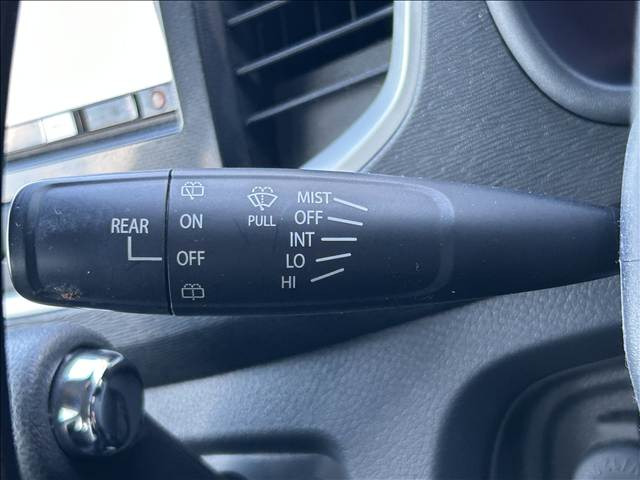 REAR
ON
OFF
PULL
MIST
OFF
INT
LO
HI